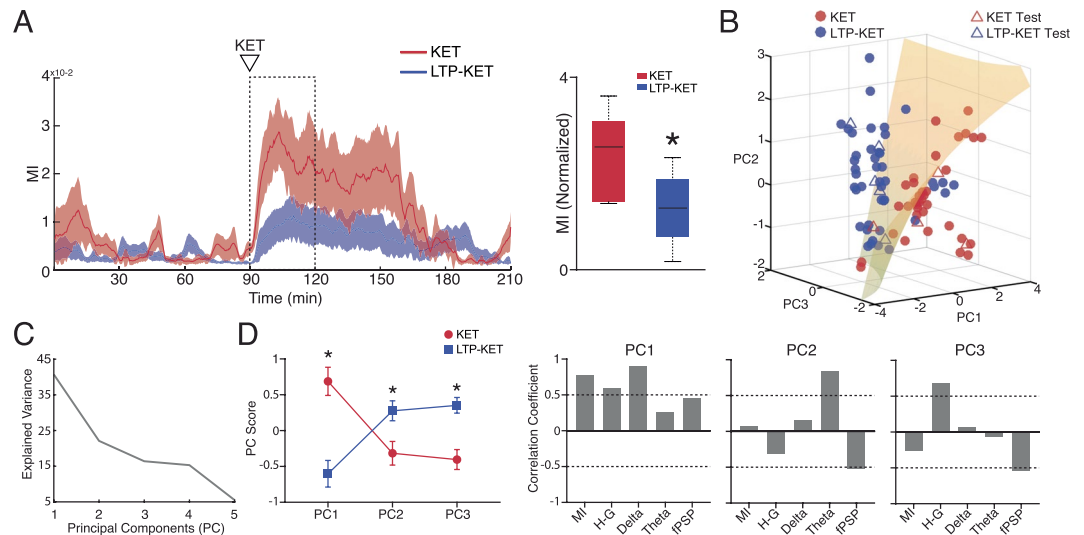 A
KET
KET
LTP-KET
4 x10-2
3
2
1
0
MI
30
60
90
120
150
180
210
Time (min)
4
0
MI (Normalized)
KET
LTP-KET
*
B
KET
LTP-KET
KET Test
LTP-KET Test
3
2
1
0
-1
-2
PC2
2
0
-2
PC3
-4
-2
0
2
4
PC1
C
45
35
25
15
5
Explained Variance
1
2
3
4
5
Principal Components (PC)
D
KET
LTP-KET
1
0.5
0
-0.5
-1
PC Score
*
*
*
PC1
PC2
PC3
PC1
PC2
PC3
1
0.5
0
-0.5
-1
Correlation Coefficient
MI
H-G
Delta
Theta
fPSP
MI
H-G
Delta
Theta
fPSP
MI
H-G
Delta
Theta
fPSP